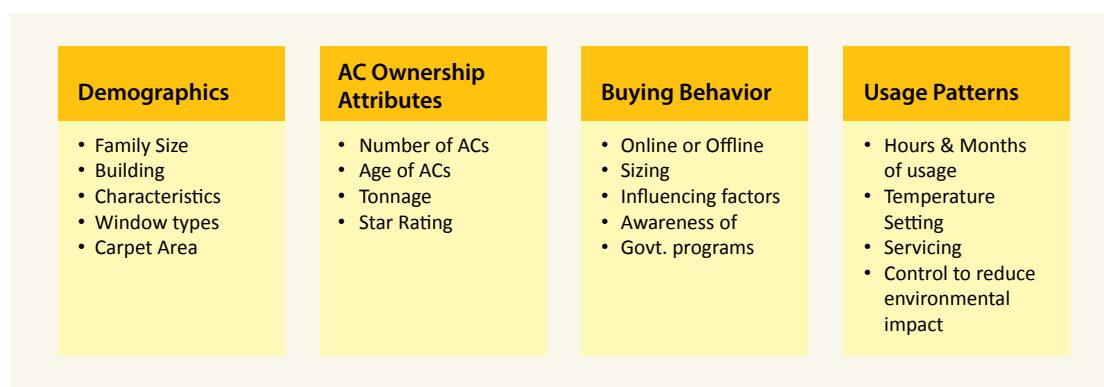 Demographics
• Family Size
• Building
• Characteristics
• Window types
• Carpet Area
AC Ownership
Attributes
• Number of ACs
• Age of ACs
• Tonnage
• Star Rating
Buying Behavior
• Online or Offline
• Sizing
• Influencing factors
• Awareness of
• Govt. programs
Usage Patterns
• Hours & Months
of usage
• Temperature
Setting
• Servicing
• Control to reduce
environmental
impact